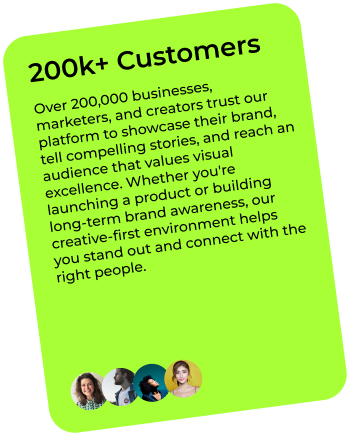 200k+ Customers
Over 200,000 businesses,
marketers, and creators trust our
platform to showcase their brand,
tell compelling stories, and reach an
audience that values visual
excellence. Whether you're
launching a product or building
long-term brand awareness, our
creative-first environment helps
you stand out and connect with the
right people.